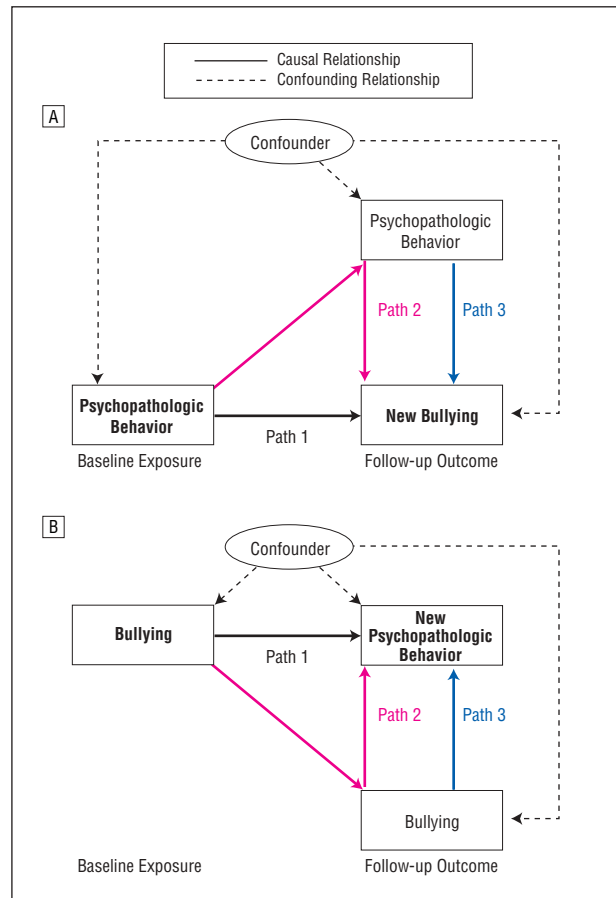 Causal Relationship
Confounding Relationship
A
Confounder
Psychopathologic
Behavior
Path 2
Path 3
Psychopathologic
Behavior
New Bullying
Path 1
Baseline Exposure
Follow-up Outcome
B
Confounder
Bullying
New
Psychopathologic
Behavior
Path 1
Path 2
Path 3
Bullying
Baseline Exposure
Follow-up Outcome